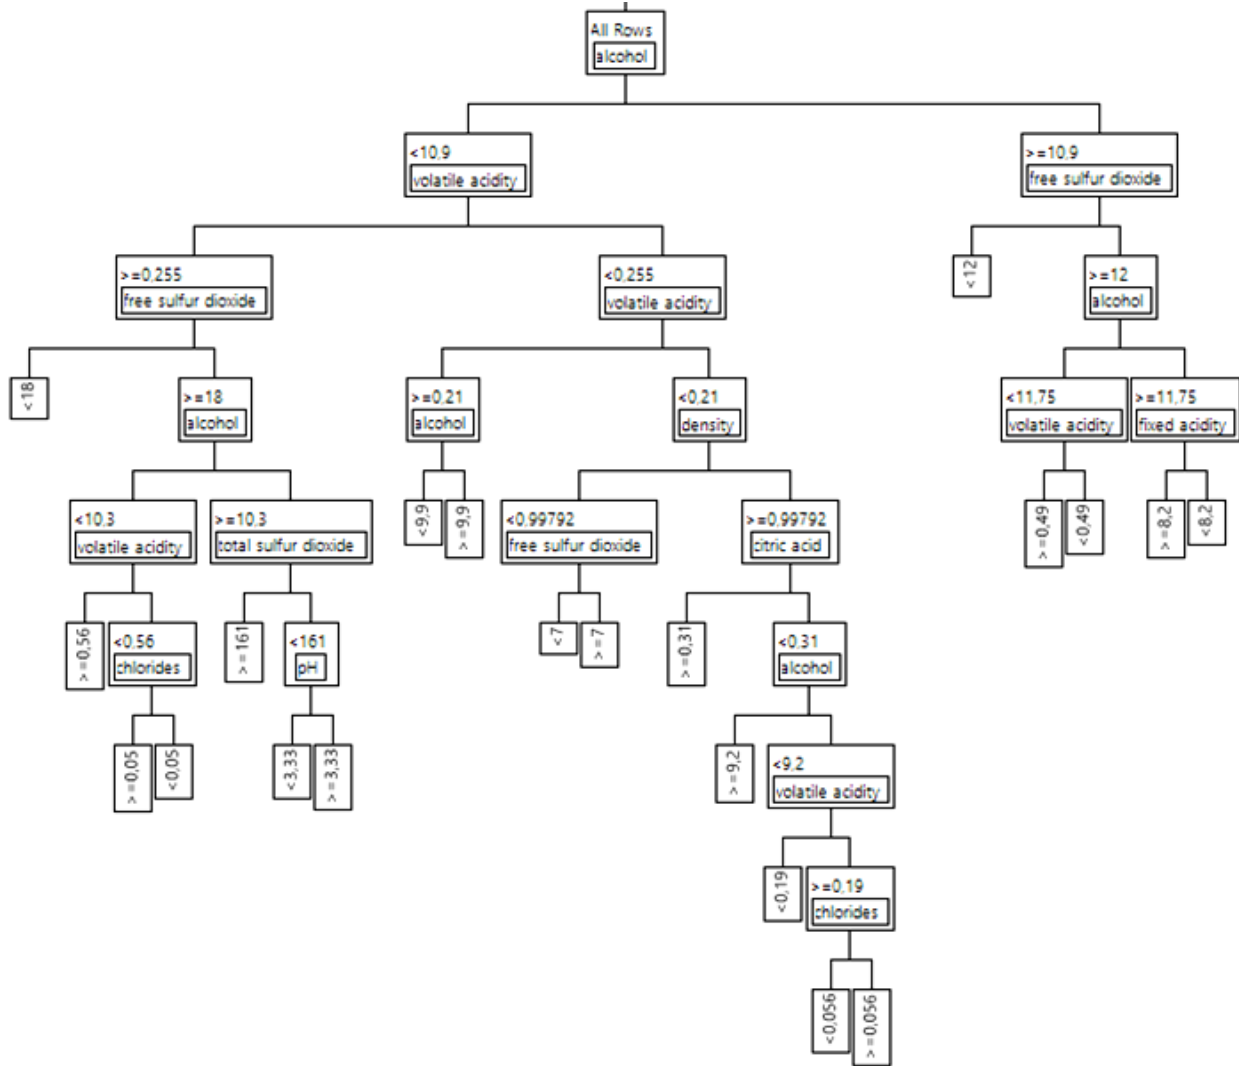 All Rows
alcohol
<10,9
volatile acidity
>=10,9
free sulfur dioxide
>=0,255
free sulfur dioxide
<0,255
volatile acidity
<12
>=12
alcohol
<18
>=18
alcohol
>=0,21
alcohol
<0,21
density
<11,75
volatile acidity
>=11,75
fixed acidity
<10,3
volatile acidity
>=10,3
total sulfur dioxide
<9,9
>=9,9
<0,99792
free sulfur dioxide
>=0,99792
citric acid
>=0,49
<0,49
>=8,2
<8,2
>=0,56
<0,56
chlorides
>=161
<161
pH
<7
>=7
>=0,31
<0,31
alcohol
>=0,05
<0,05
<3,33
>=3,33
>=9,2
<9,2
volatile acidity
<0,19
>=0,19
chlorides
<0,056
>=0,056